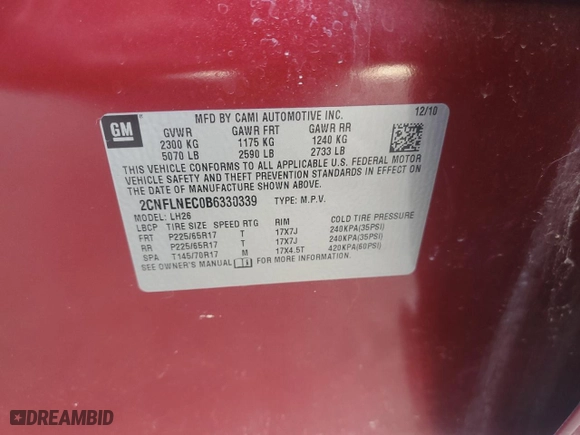 MFD BY CAMI AUTOMOTIVE INC. 12/10
GM
GVWR GAWR FRT GAWR RR
2300 KG 1175 KG 1240 KG
5070 LB 2590 LB 2733 LB
THIS VEHICLE CONFORMS TO ALL APPLICABLE U.S. FEDERAL MOTOR
VEHICLE SAFETY AND THEFT PREVENTION STANDARDS IN EFFECT ON
THE DATE OF MANUFACTURE SHOWN ABOVE.
2CNFLNEC0B6330339 TYPE: M.P.V.
MODEL: LH26
LBCP TIRE SIZE SPEED RTG RIM COLD TIRE PRESSURE
FRT P225/65R17 T 17X7J 240KPA(35PSI)
RR P225/65R17 T 17X7J 240KPA(35PSI)
SPA T145/70R17 M 17X4.5T 420KPA(60PSI)
SEE OWNER'S MANUAL FOR MORE INFORMATION.
DREAMBID